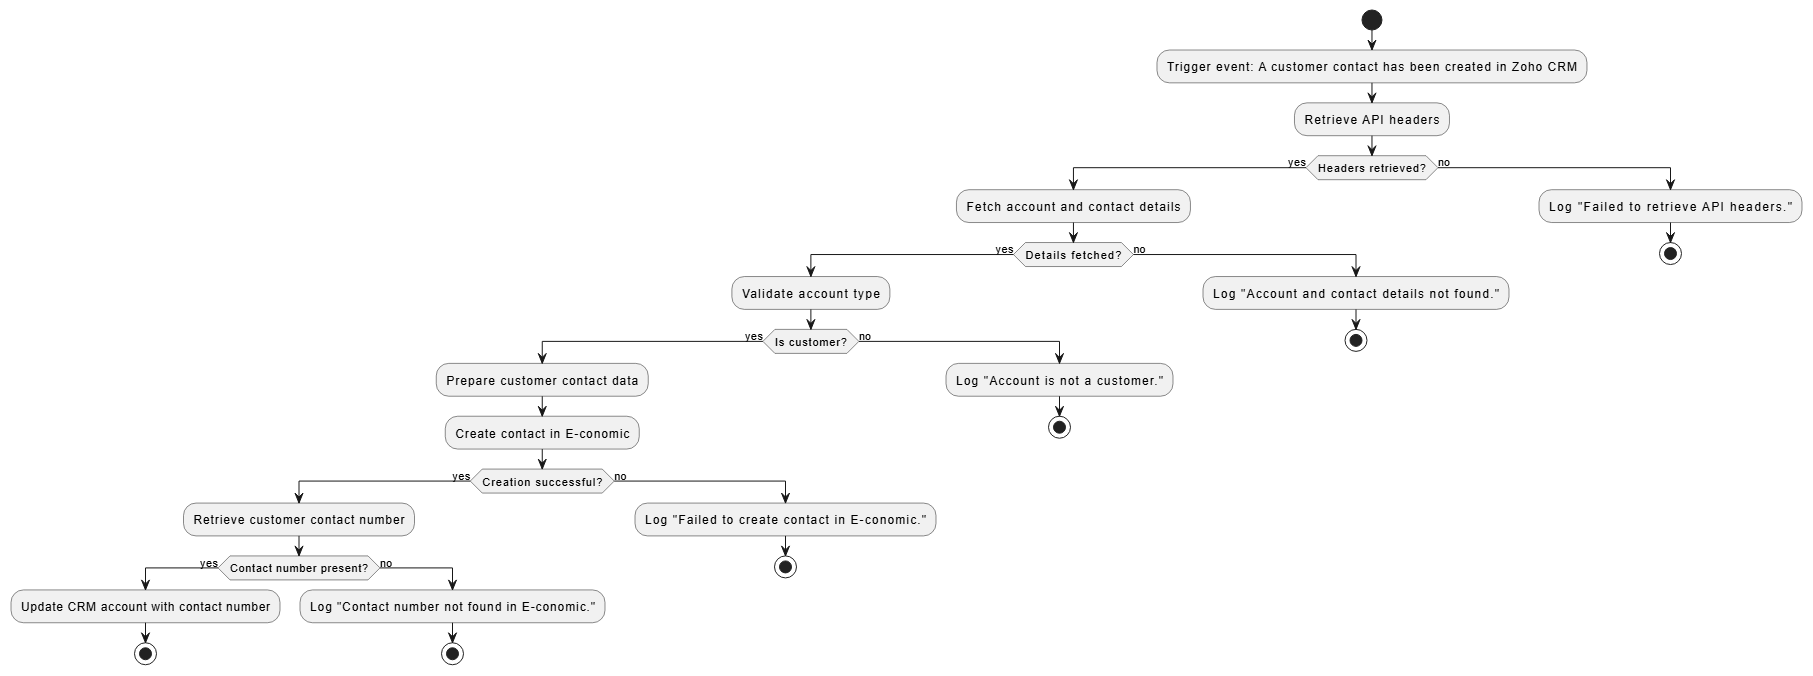 Trigger event: A customer contact has been created in Zoho CRM
Retrieve API headers
yes
Headers retrieved?
no
Fetch account and contact details
Log "Failed to retrieve API headers."
yes
Details fetched?
no
Validate account type
Log "Account and contact details not found."
yes
Is customer?
no
Prepare customer contact data
Log "Account is not a customer."
Create contact in E-conomic
yes
Creation successful?
no
Retrieve customer contact number
Log "Failed to create contact in E-conomic."
yes
Contact number present?
no
Update CRM account with contact number
Log "Contact number not found in E-conomic."